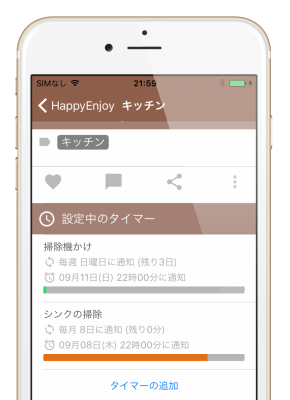 SIMなし 21:59
HappyEnjoy キッチン
キッチン
設定中のタイマー
掃除機かけ
毎週 日曜日に通知 (残り3日)
09月11日(日) 22時00分に通知
シンクの掃除
毎月 8日に通知 (残り0分)
09月08日(木) 22時00分に通知
タイマーの追加